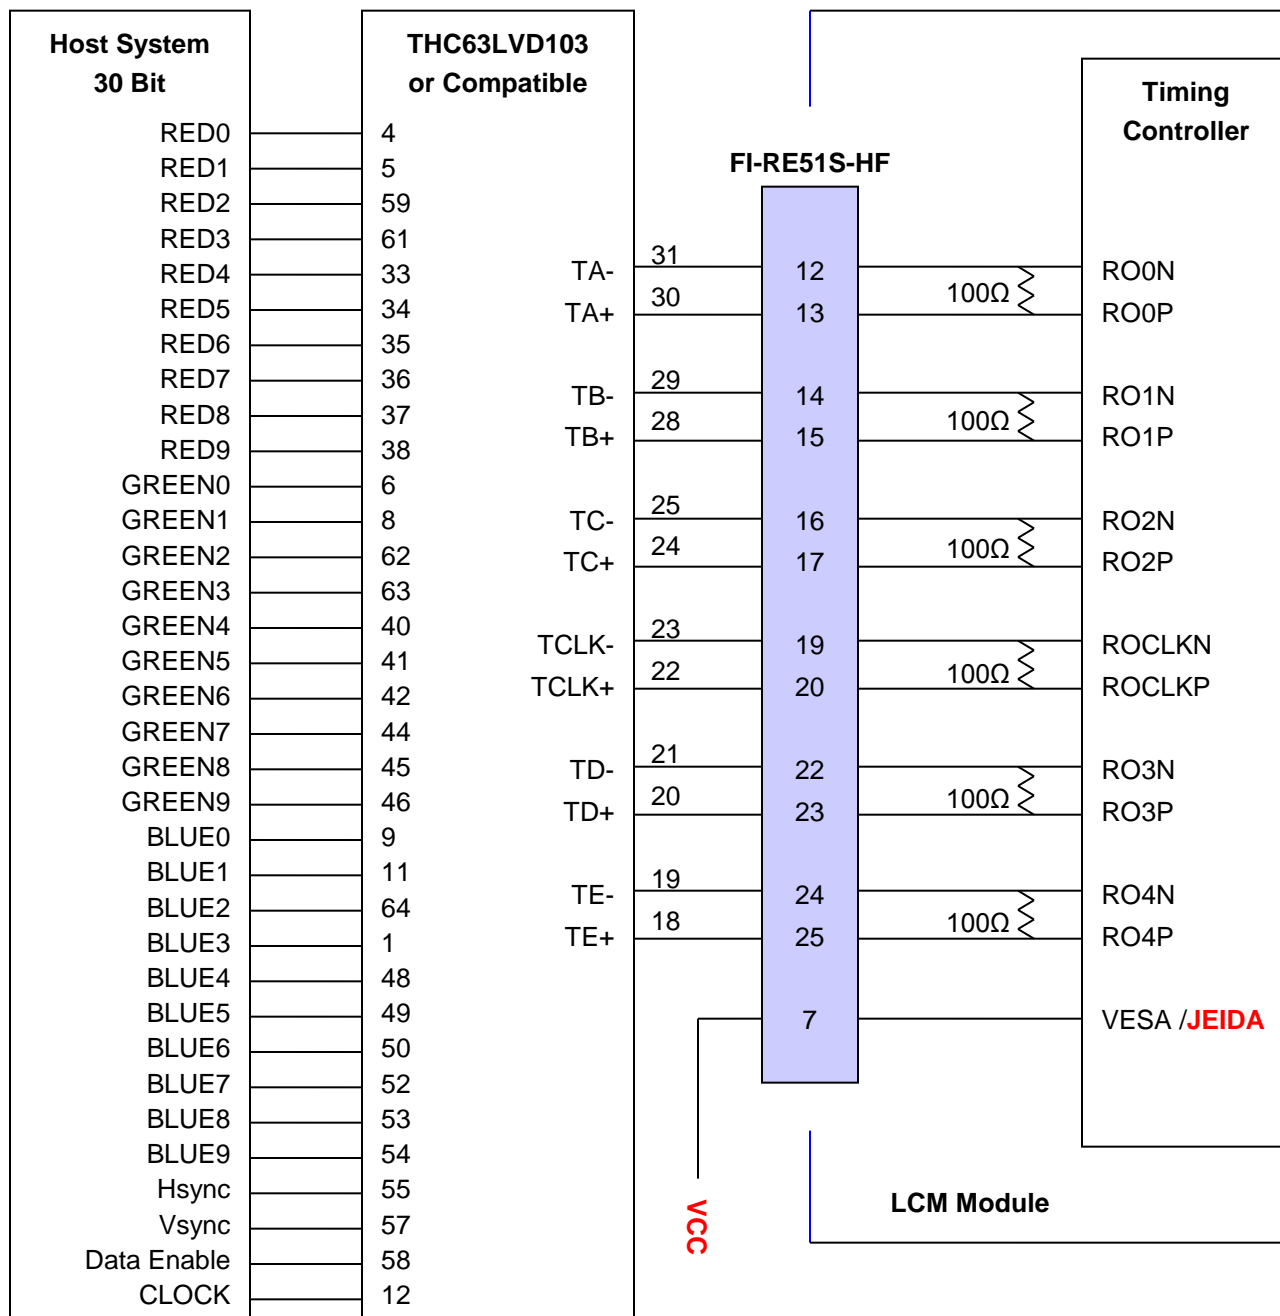 Host System
30 Bit
RED0
RED1
RED2
RED3
RED4
RED5
RED6
RED7
RED8
RED9
GREEN0
GREEN1
GREEN2
GREEN3
GREEN4
GREEN5
GREEN6
GREEN7
GREEN8
GREEN9
BLUE0
BLUE1
BLUE2
BLUE3
BLUE4
BLUE5
BLUE6
BLUE7
BLUE8
BLUE9
Hsync
Vsync
Data Enable
CLOCK
THC63LVD103
or Compatible
4
5
59
61
33
34
35
36
37
38
6
8
62
63
40
41
42
44
45
46
9
11
64
1
48
49
50
52
53
54
55
57
58
12
TA-
TA+
TB-
TB+
TC-
TC+
TCLK-
TCLK+
TD-
TD+
TE-
TE+
31
30
29
28
25
24
23
22
21
20
19
18
VCC
FI-RE51S-HF
12
13
14
15
16
17
19
20
22
23
24
25
7
100Ω
100Ω
100Ω
100Ω
100Ω
100Ω
Timing
Controller
RO0N
RO0P
RO1N
RO1P
RO2N
RO2P
ROCLKN
ROCLKP
RO3N
RO3P
RO4N
RO4P
VESA /JEIDA
LCM Module